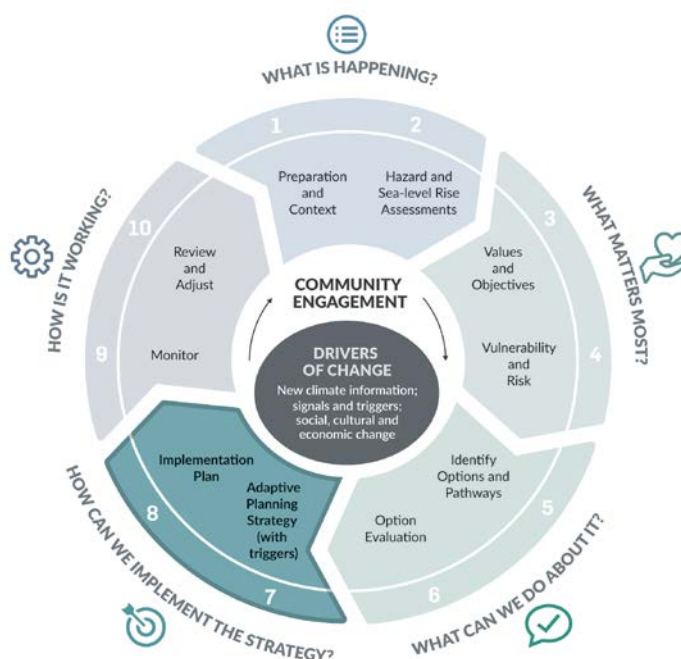 WHAT IS HAPPENING?
1
2
Preparation
and
Context
Hazard and
Sea-level Rise
Assessments
WHAT MATTERS MOST?
3
4
Values
and
Objectives
Vulnerability
and
Risk
WHAT CAN WE DO ABOUT IT?
5
6
Identify
Options and
Pathways
Option
Evaluation
HOW CAN WE IMPLEMENT THE STRATEGY?
7
8
Adaptive
Planning
Strategy
(with
triggers)
Implementation
Plan
HOW IS IT WORKING?
9
10
Monitor
Review
and
Adjust
COMMUNITY
ENGAGEMENT
DRIVERS
OF CHANGE
New climate information;
signals and triggers;
social, cultural and
economic change